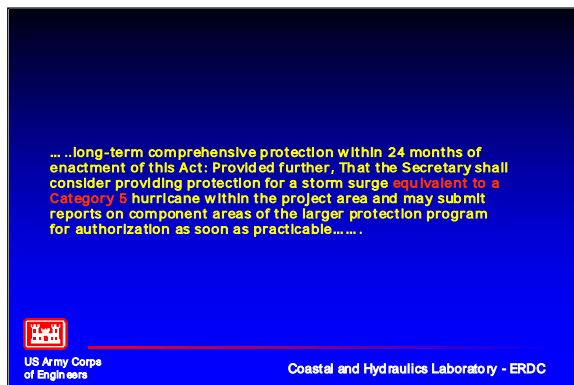 ... ..long-term comprehensive protection within 24 months of
enactment of this Act: Provided further, That the Secretary shall
consider providing protection for a storm surge equivalent to a
Category 5 hurricane within the project area and may submit
reports on component areas of the larger protection program
for authorization as soon as practicable.......
US Army Corps
of Engineers
Coastal and Hydraulics Laboratory - ERDC